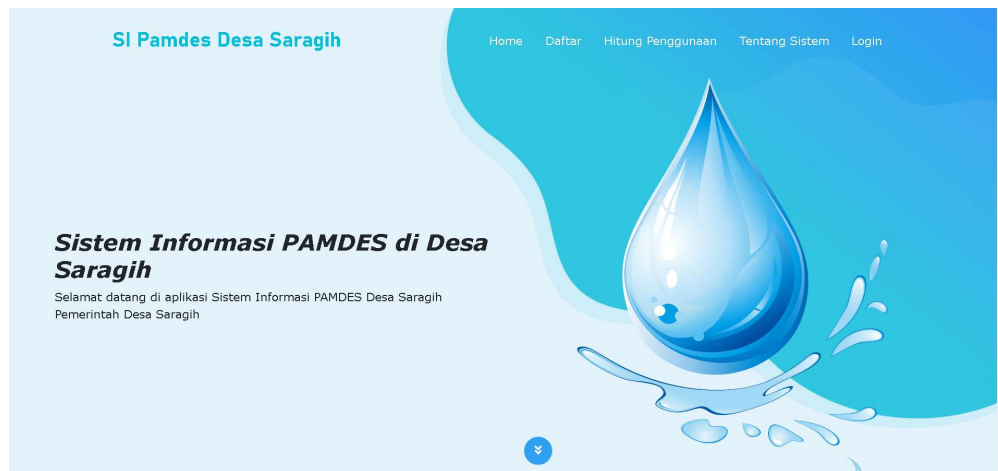 SI Pamdes Desa Saragih
Home Daftar Hitung Penggunaan Tentang Sistem Login
Sistem Informasi PAMDES di Desa
Saragih
Selamat datang di aplikasi Sistem Informasi PAMDES Desa Saragih
Pemerintah Desa Saragih